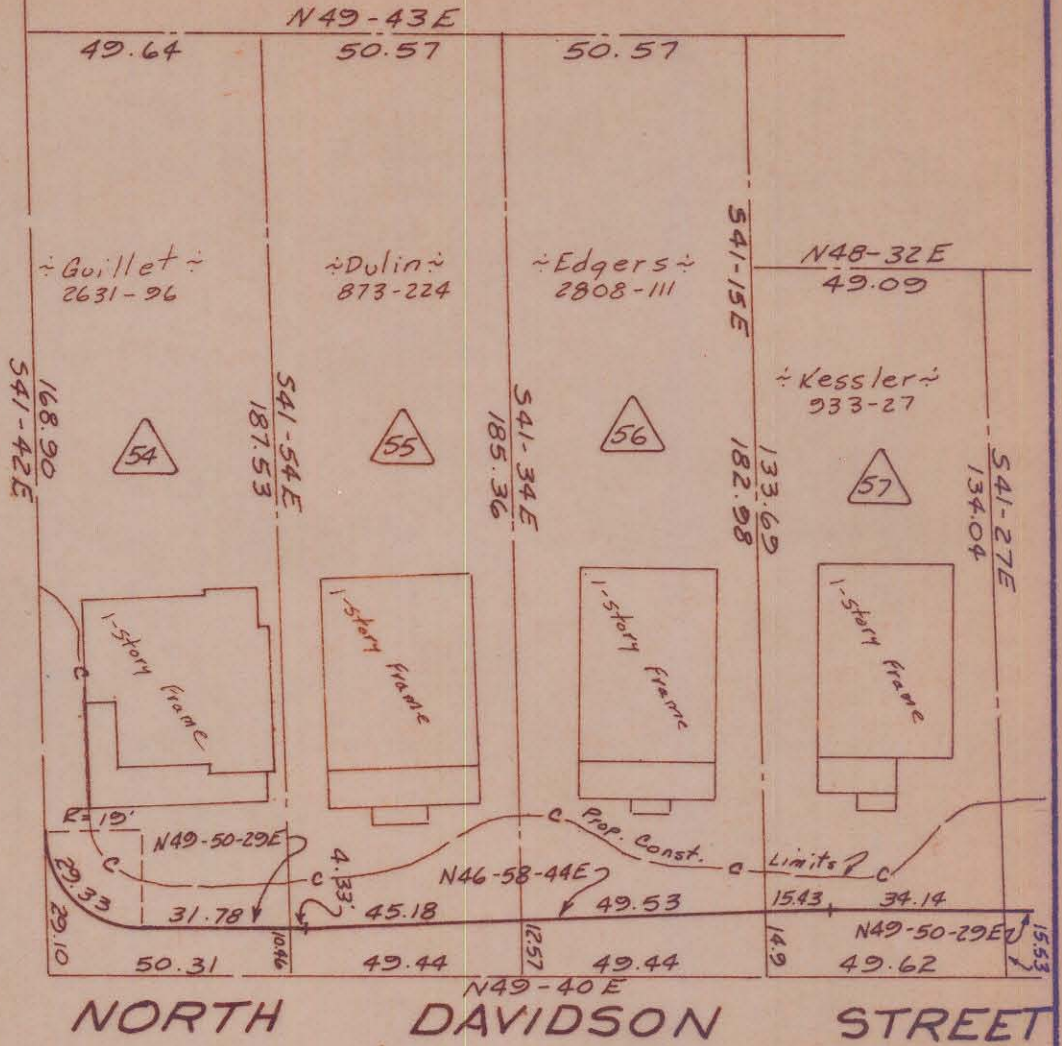 N49-43E
49.64
50.57
50.57
Guillet
2631-96
Dulin
873-224
Edgers
2808-111
S41-15E
N48-32E
49.09
Kessler
933-27
168.90
S41-42E
54
S41-54E
187.53
55
S41-34E
185.36
56
133.69
182.98
57
S41-27E
134.04
1-Story Frame
1-Story Frame
1-Story Frame
1-Story Frame
C
R=19'
N49-50-29E
C
C
4.33'
C
Prop. Const.
C
Limits
C
N46-58-44E
29.33
31.78
45.18
49.53
15.43
34.14
N49-50-29E
29.10
10.46
12.57
14.9
15.53
50.31
49.44
49.44
49.62
N49-40E
NORTH DAVIDSON STREET